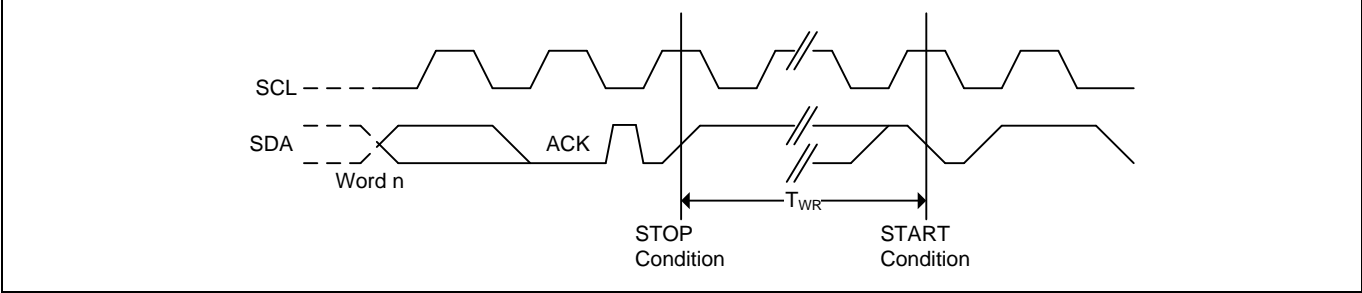 SCL
SDA
ACK
Word n
TWR
STOP
Condition
START
Condition